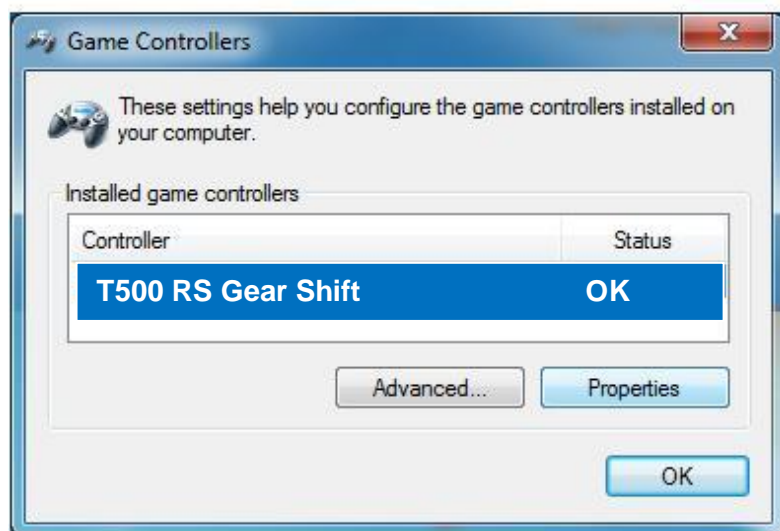 Game Controllers
These settings help you configure the game controllers installed on
your computer.
Installed game controllers
Controller Status
T500 RS Gear Shift OK
Advanced... Properties
OK